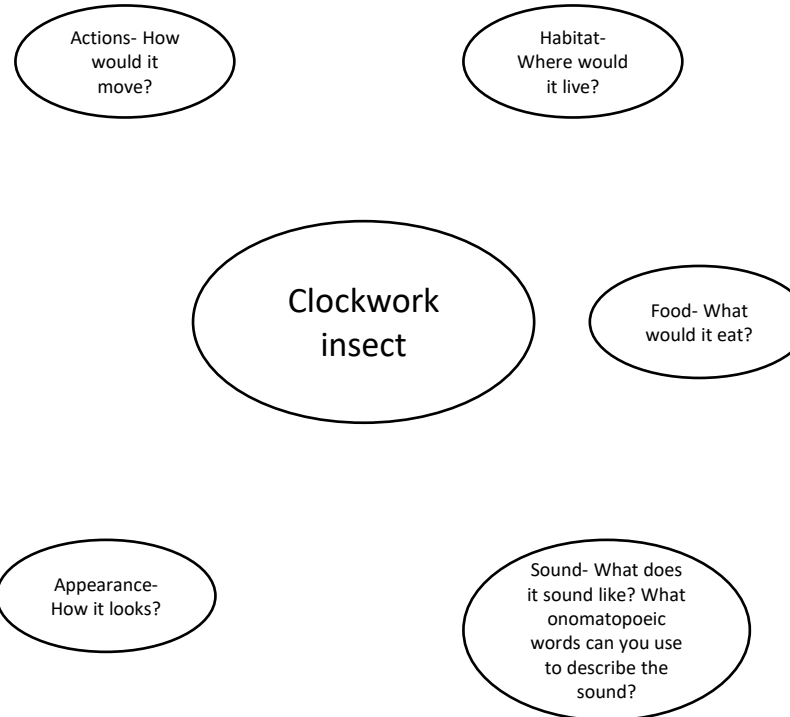 Actions- How
would it
move?
Habitat-
Where would
it live?
Clockwork
insect
Food- What
would it eat?
Appearance-
How it looks?
Sound- What does
it sound like? What
onomatopoeic
words can you use
to describe the
sound?